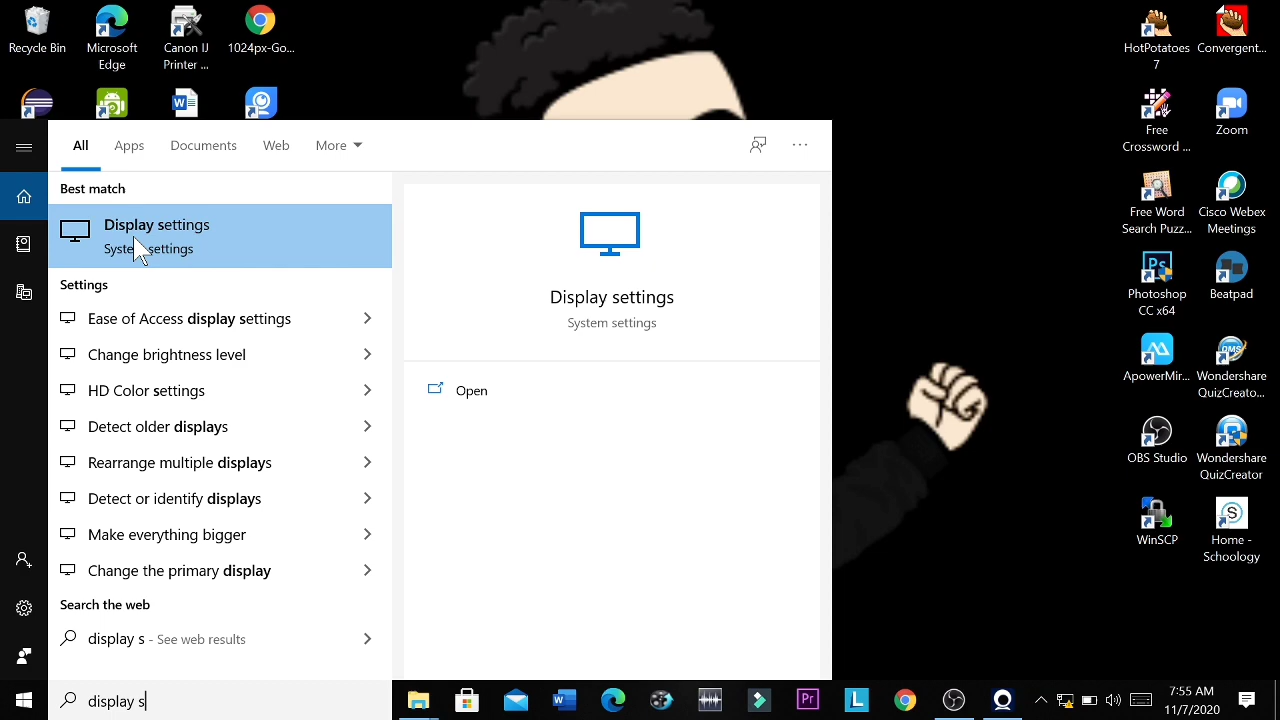 Recycle Bin
Microsoft
Edge
Canon IJ
Printer ...
1024px-Go...
HotPotatoes
7
Convergent...
Free
Crossword ...
Zoom
Free Word
Search Puzz...
Cisco Webex
Meetings
Photoshop
CC x64
Beatpad
ApowerMir...
Wondershare
QuizCreato...
OBS Studio
Wondershare
QuizCreator
WinSCP
Home -
Schoology
All
Apps
Documents
Web
More
Best match
Display settings
System settings
Settings
Ease of Access display settings
Change brightness level
HD Color settings
Detect older displays
Rearrange multiple displays
Detect or identify displays
Make everything bigger
Change the primary display
Search the web
display s - See web results
Display settings
System settings
Open
display s
7:55 AM
11/7/2020